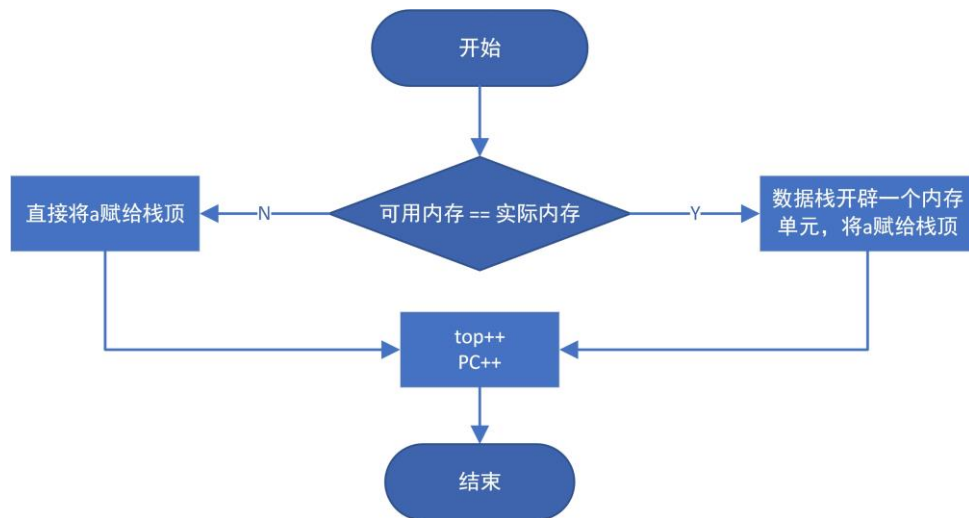 开始
直接将a赋给栈顶
N
可用内存 == 实际内存
Y
数据栈开辟一个内存
单元，将a赋给栈顶
top++
PC++
结束